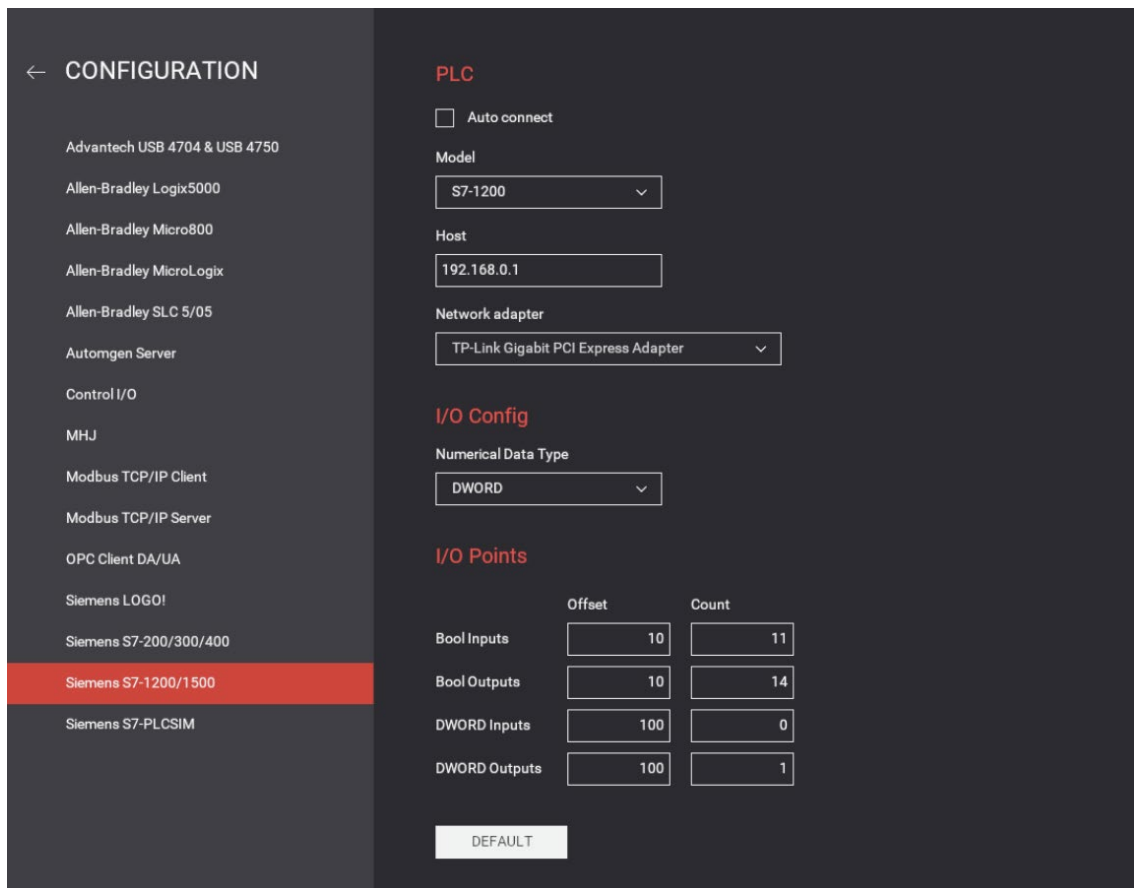 ← CONFIGURATION
Advantech USB 4704 & USB 4750
Allen-Bradley Logix5000
Allen-Bradley Micro800
Allen-Bradley MicroLogix
Allen-Bradley SLC 5/05
Automgen Server
Control I/O
MHJ
Modbus TCP/IP Client
Modbus TCP/IP Server
OPC Client DA/UA
Siemens LOGO!
Siemens S7-200/300/400
Siemens S7-1200/1500
Siemens S7-PLCSIM
PLC
Auto connect
Model
S7-1200
Host
192.168.0.1
Network adapter
TP-Link Gigabit PCI Express Adapter
I/O Config
Numerical Data Type
DWORD
I/O Points
Offset Count
Bool Inputs 10 11
Bool Outputs 10 14
DWORD Inputs 100 0
DWORD Outputs 100 1
DEFAULT